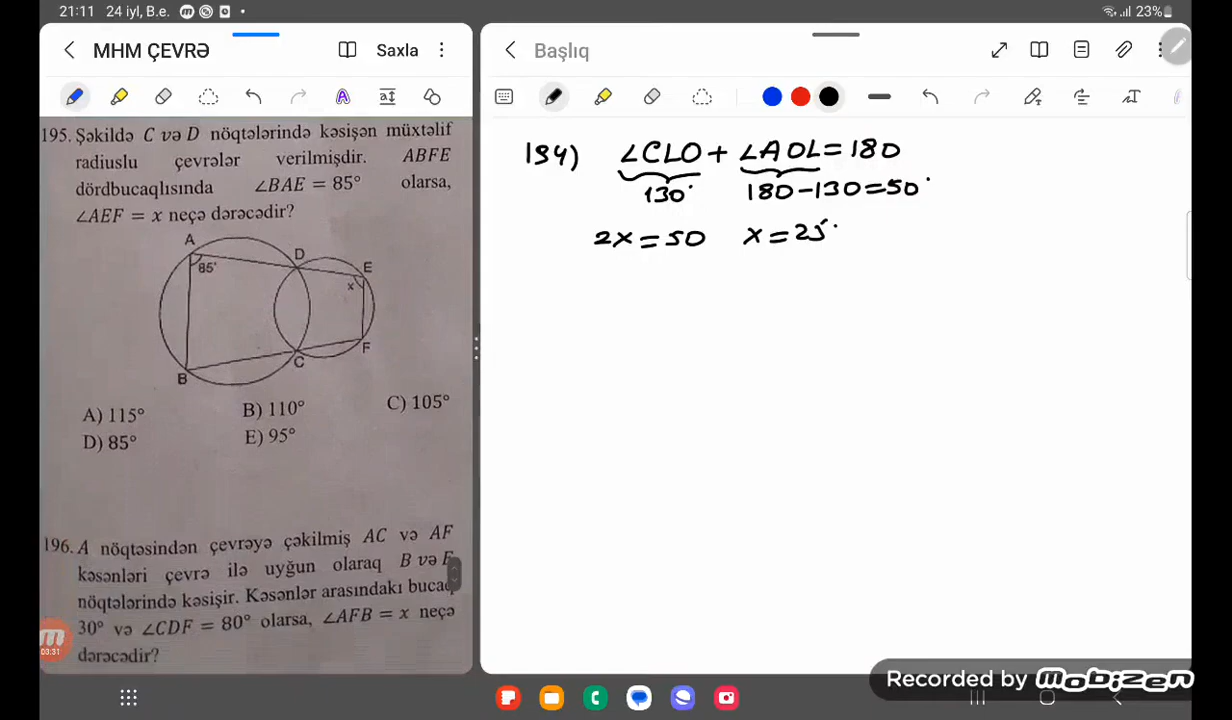 21:11 24 iyl, B.e.
23%
MHM ÇEVRƏ
Saxla
Başlıq
195. Şəkildə C və D nöqtələrində kəsişən müxtəlif
radiuslu çevrələr verilmişdir. ABFE
dördbucaqlısında ∠BAE = 85° olarsa,
∠AEF = x neçə dərəcədir?
A
85°
D
E
x
B
C
F
A) 115° B) 110° C) 105°
D) 85° E) 95°
196. A nöqtəsindən çevrəyə çəkilmiş AC və AF
kəsənləri çevrə ilə uyğun olaraq B və E
nöqtələrində kəsişir. Kəsənlər arasındakı bucaq
30° və ∠CDF = 80° olarsa, ∠AFB = x neçə
dərəcədir?
03:31
194) ∠CLO + ∠AOL = 180
130° 180-130=50°
2x = 50 x = 25°
Recorded by mobizen